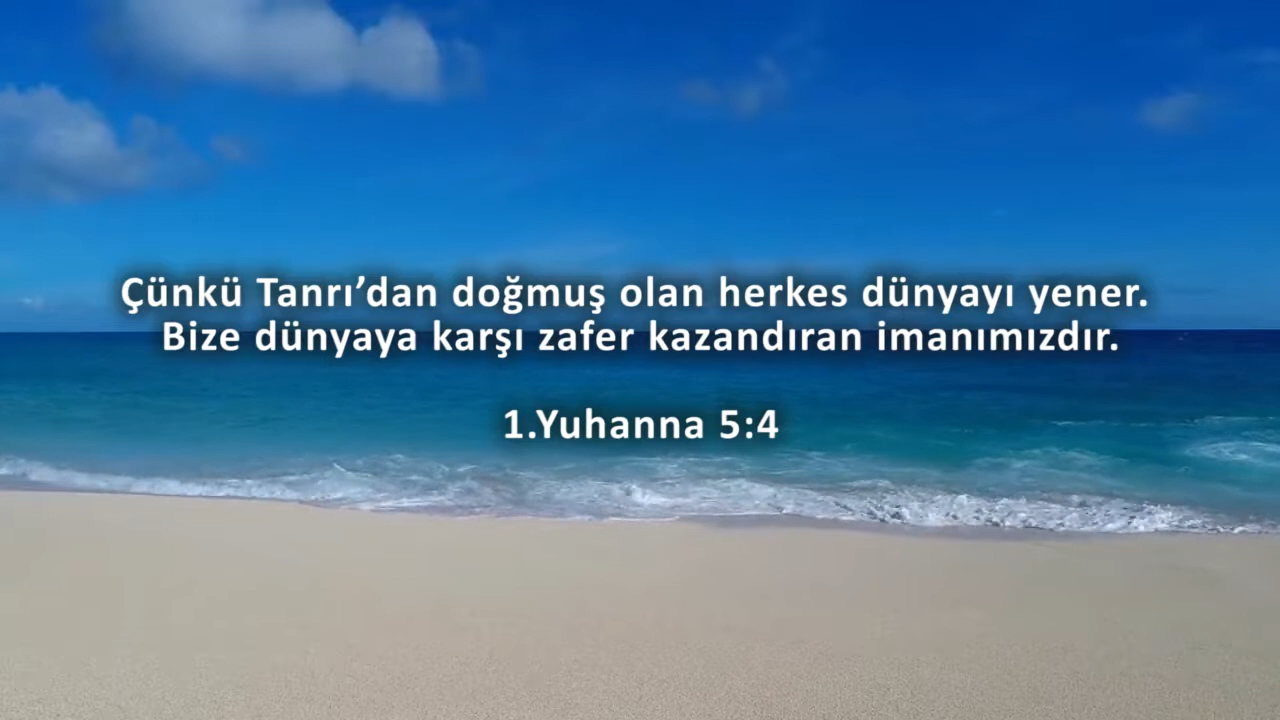 Çünkü Tanrı’dan doğmuş olan herkes dünyayı yener.
Bize dünyaya karşı zafer kazandıran imanımızdır.
1.Yuhanna 5:4